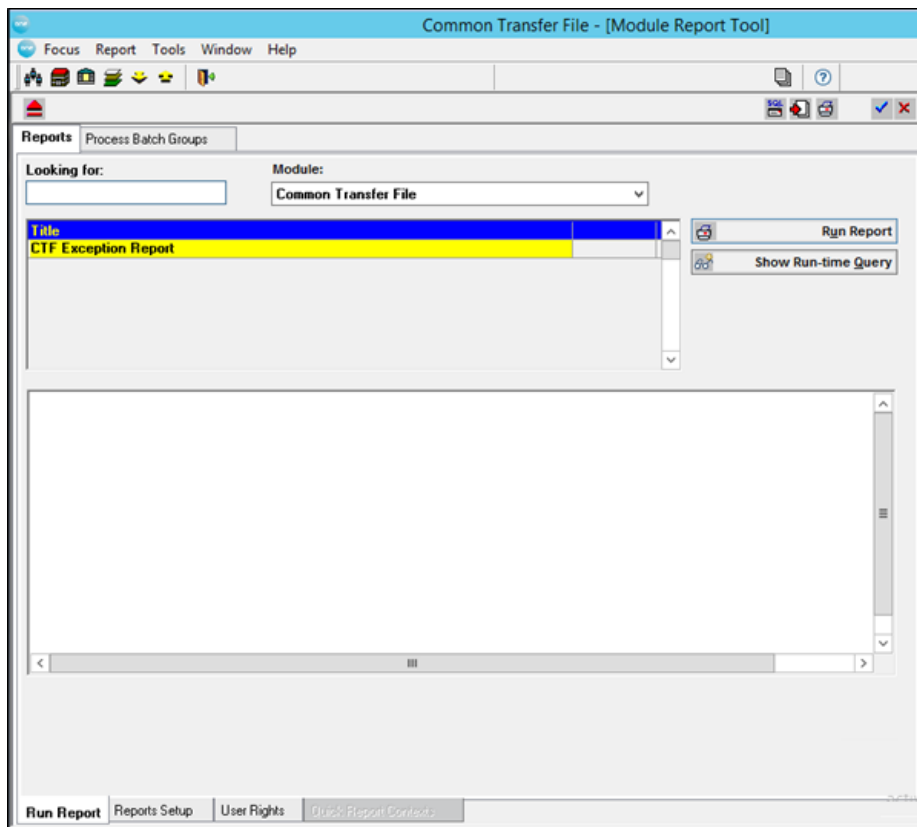 Common Transfer File - [Module Report Tool]
Focus Report Tools Window Help
SQL
Reports Process Batch Groups
Looking for: Module:
Common Transfer File
Title
CTF Exception Report
Run Report
Show Run-time Query
Run Report Reports Setup User Rights Quick Report Contexts